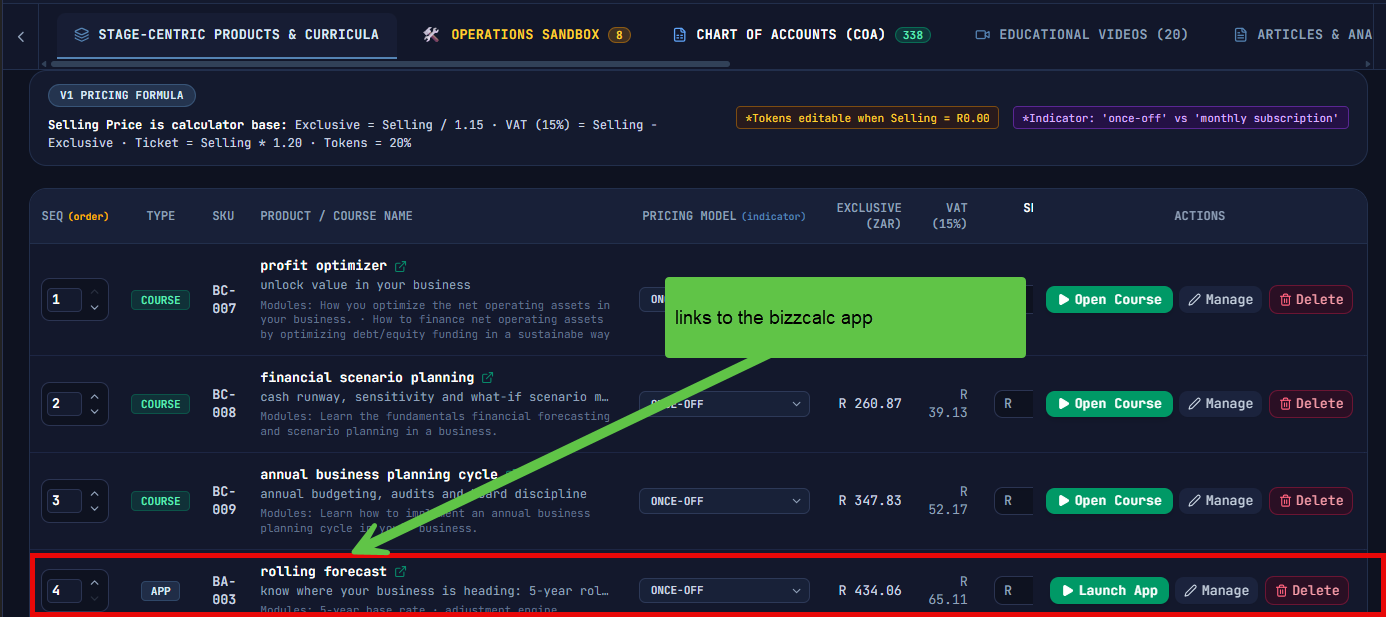 STAGE-CENTRIC PRODUCTS & CURRICULA
OPERATIONS SANDBOX 8
CHART OF ACCOUNTS (COA) 338
EDUCATIONAL VIDEOS (20)
ARTICLES & ANA
V1 PRICING FORMULA
Selling Price is calculator base: Exclusive = Selling / 1.15 · VAT (15%) = Selling -
Exclusive · Ticket = Selling * 1.20 · Tokens = 20%
*Tokens editable when Selling = R0.00
*Indicator: 'once-off' vs 'monthly subscription'
SEQ (order)
TYPE
SKU
PRODUCT / COURSE NAME
PRICING MODEL (indicator)
EXCLUSIVE
(ZAR)
VAT
(15%)
ACTIONS
1
COURSE
BC-
007
profit optimizer
unlock value in your business
Modules: How you optimize the net operating assets in
your business. · How to finance net operating assets
by optimizing debt/equity funding in a sustainabe way
links to the bizzcalc app
Open Course
Manage
Delete
2
COURSE
BC-
008
financial scenario planning
cash runway, sensitivity and what-if scenario m…
Modules: Learn the fundamentals financial forecasting
and scenario planning in a business.
ONCE-OFF
R 260.87
R
39.13
R
Open Course
Manage
Delete
3
COURSE
BC-
009
annual business planning cycle
annual budgeting, audits and board discipline
Modules: Learn how to implement an annual business
planning cycle in your business.
ONCE-OFF
R 347.83
R
52.17
R
Open Course
Manage
Delete
4
APP
BA-
003
rolling forecast
know where your business is heading: 5-year rol…
Modules: 5-year base rate · adjustment engine
ONCE-OFF
R 434.06
R
65.11
R
Launch App
Manage
Delete